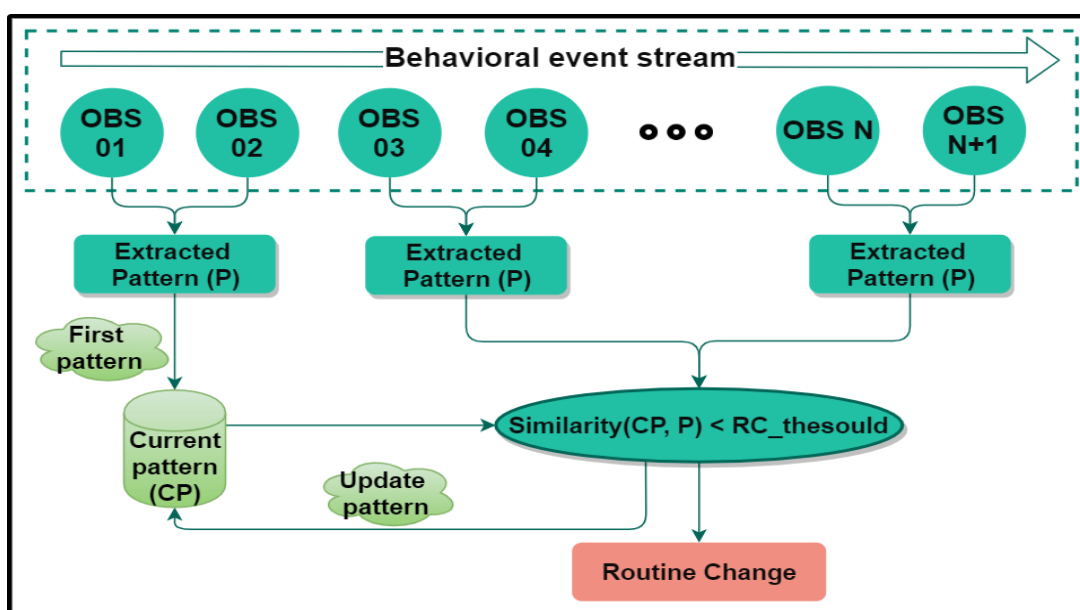 Behavioral event stream
OBS
01
OBS
02
OBS
03
OBS
04
OBS N
OBS
N+1
Extracted
Pattern (P)
Extracted
Pattern (P)
Extracted
Pattern (P)
First
pattern
Current
pattern
(CP)
Similarity(CP, P) < RC_thesould
Update
pattern
Routine Change